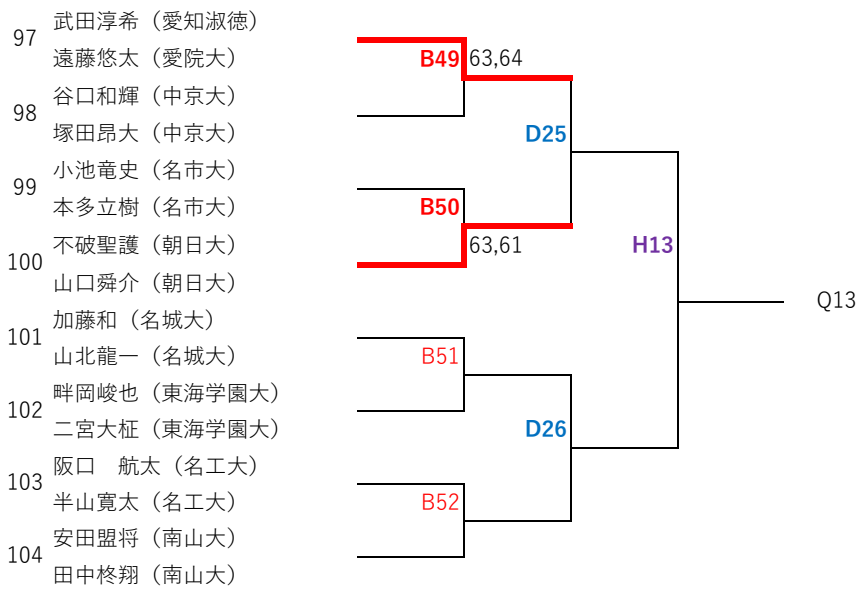 97
武田淳希（愛知淑徳）
遠藤悠太（愛院大）
98
谷口和輝（中京大）
塚田昂大（中京大）
99
小池竜史（名市大）
本多立樹（名市大）
100
不破聖護（朝日大）
山口舜介（朝日大）
101
加藤和（名城大）
山北龍一（名城大）
102
畔岡峻也（東海学園大）
二宮大柾（東海学園大）
103
阪口　航太（名工大）
半山寛太（名工大）
104
安田盟将（南山大）
田中柊翔（南山大）
B49
63,64
D25
B50
63,61
H13
Q13
B51
D26
B52